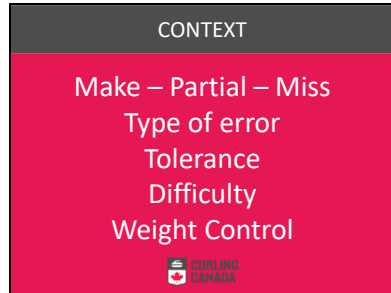 CONTEXT
Make – Partial – Miss
Type of error
Tolerance
Difficulty
Weight Control
CURLING
CANADA